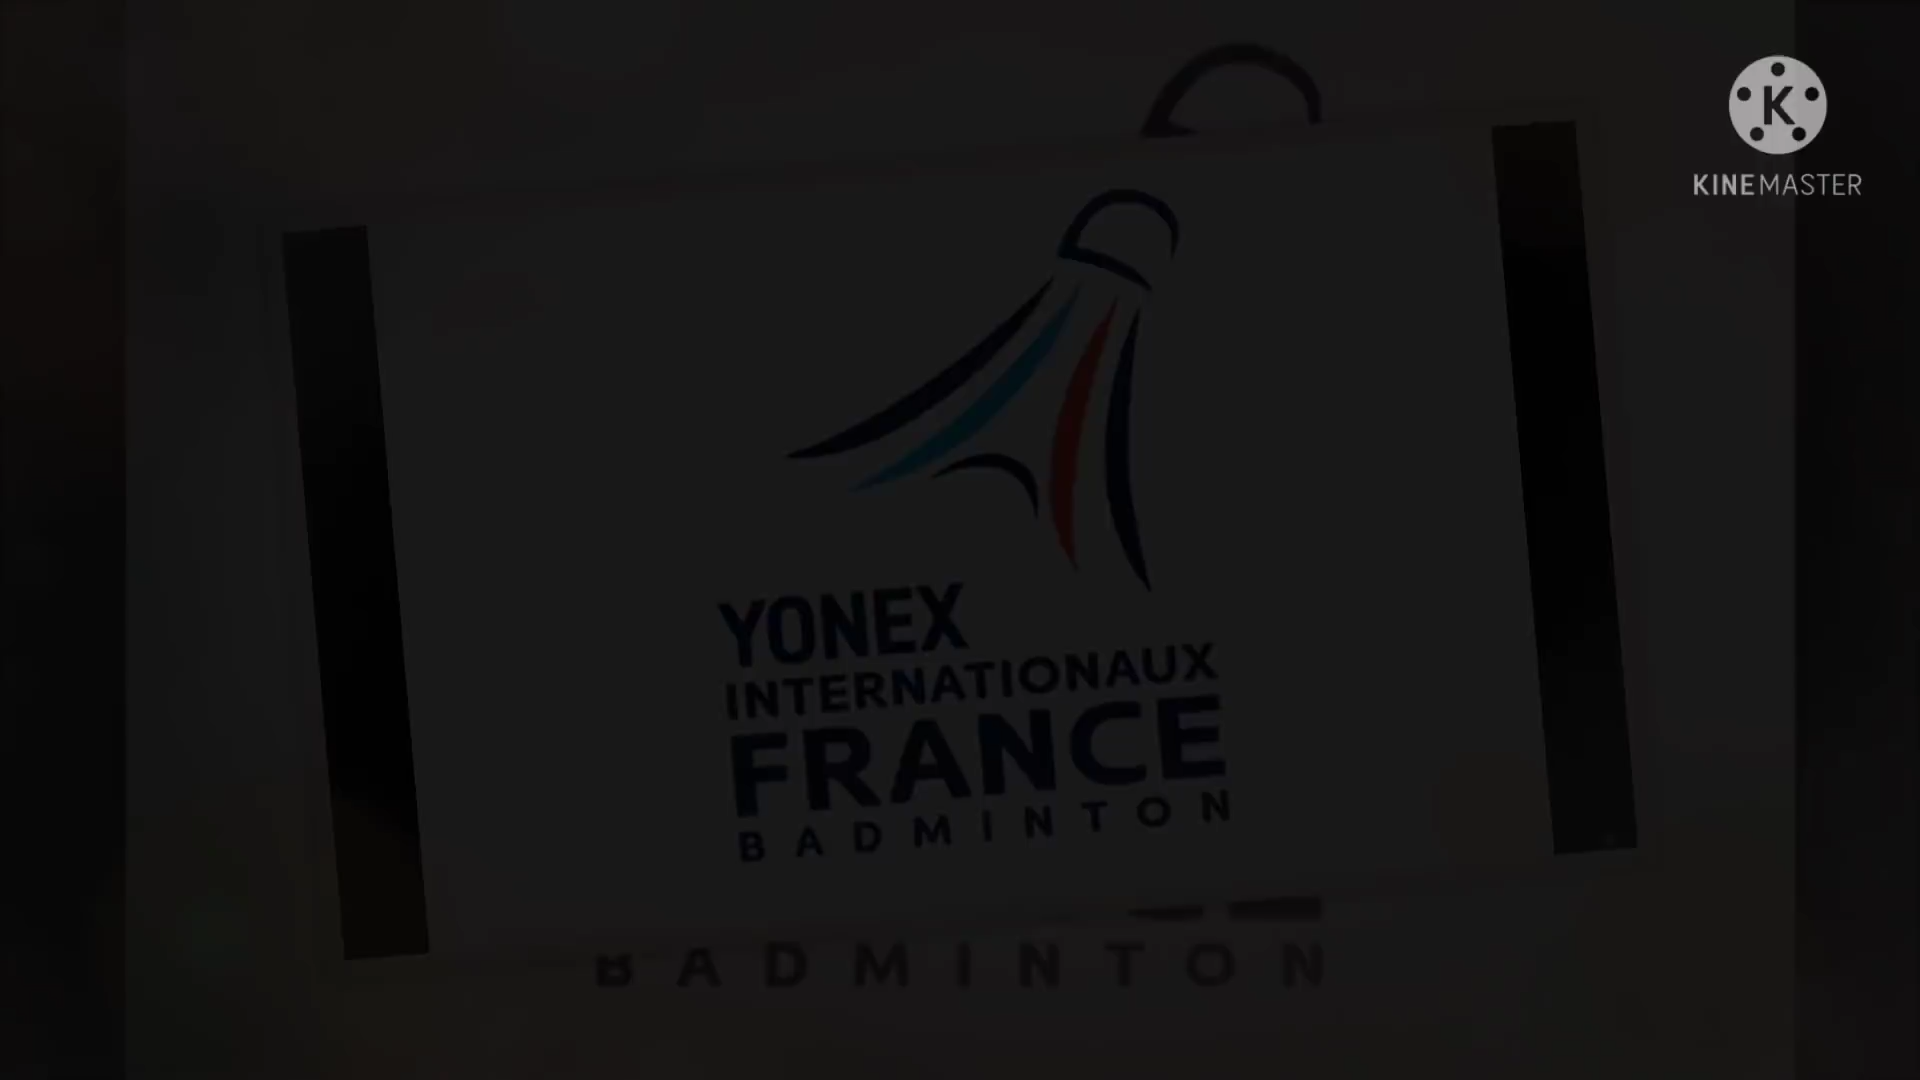 K
KINEMASTER
YONEX
INTERNATIONAUX
FRANCE
BADMINTON
BADMINTON